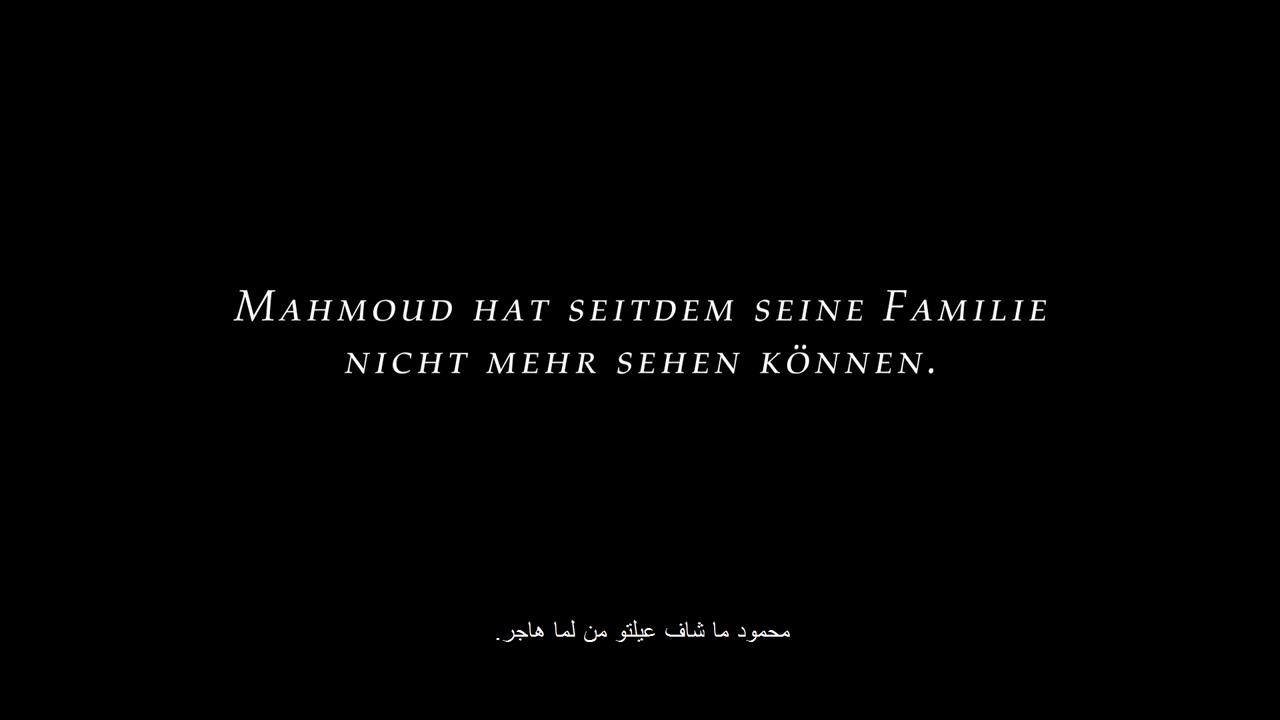 Mahmoud hat seitdem seine Familie
nicht mehr sehen können.
محمود ما شاف عيلتو من لما هاجر.